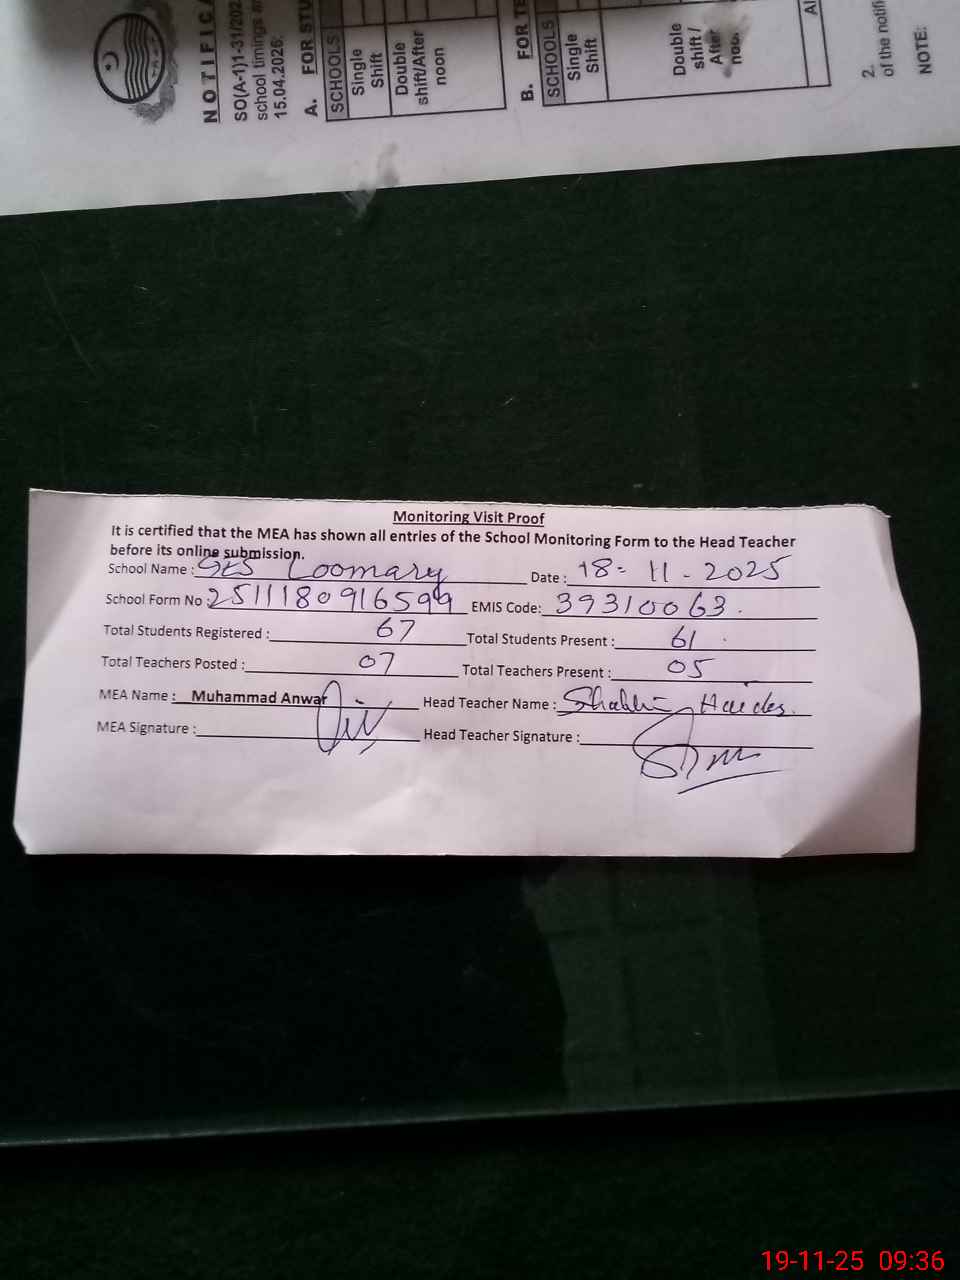 NOTIFICA
SO(A-1)1-31/202
school timings
15.04.2026.
A. FOR STU
SCHOOLS
Single Shift
Double shift/After noon
B. FOR TE
SCHOOLS
Single Shift
Double shift / After noon
Al
2.
of the notifi
NOTE:
Monitoring Visit Proof
It is certified that the MEA has shown all entries of the School Monitoring Form to the Head Teacher
before its online submission.
School Name : GES Loomary Date : 18- 11 - 2025
School Form No : 25111180916599 EMIS Code: 39310063.
Total Students Registered : 67 Total Students Present : 61
Total Teachers Posted : 07 Total Teachers Present : 05
MEA Name : Muhammad Anwar Head Teacher Name : Shabbir Haider.
MEA Signature : Head Teacher Signature :
19-11-25 09:36